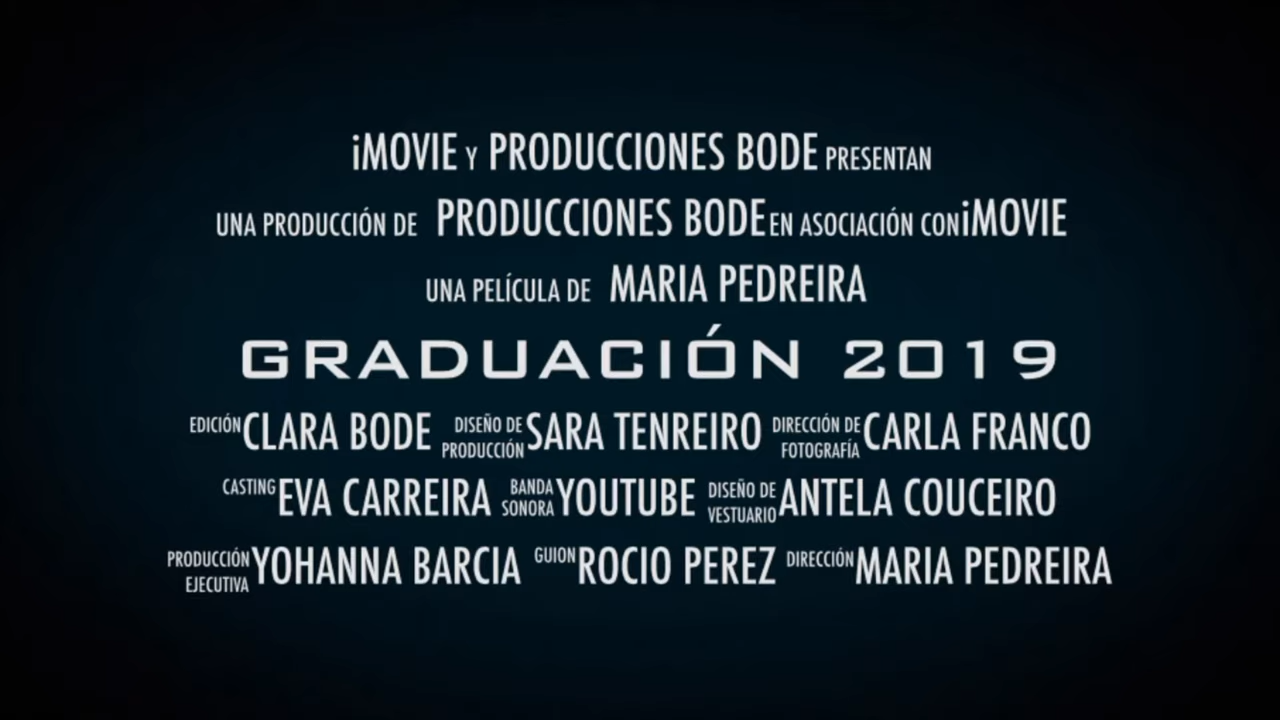 iMOVIE Y PRODUCCIONES BODE PRESENTAN
UNA PRODUCCIÓN DE PRODUCCIONES BODE EN ASOCIACIÓN CON iMOVIE
UNA PELÍCULA DE MARIA PEDREIRA
GRADUACIÓN 2019
EDICIÓN CLARA BODE DISEÑO DE PRODUCCIÓN SARA TENREIRO DIRECCIÓN DE FOTOGRAFÍA CARLA FRANCO
CASTING EVA CARREIRA BANDA SONORA YOUTUBE DISEÑO DE VESTUARIO ANTELA COUCEIRO
PRODUCCIÓN EJECUTIVA YOHANNA BARCIA GUION ROCIO PEREZ DIRECCIÓN MARIA PEDREIRA